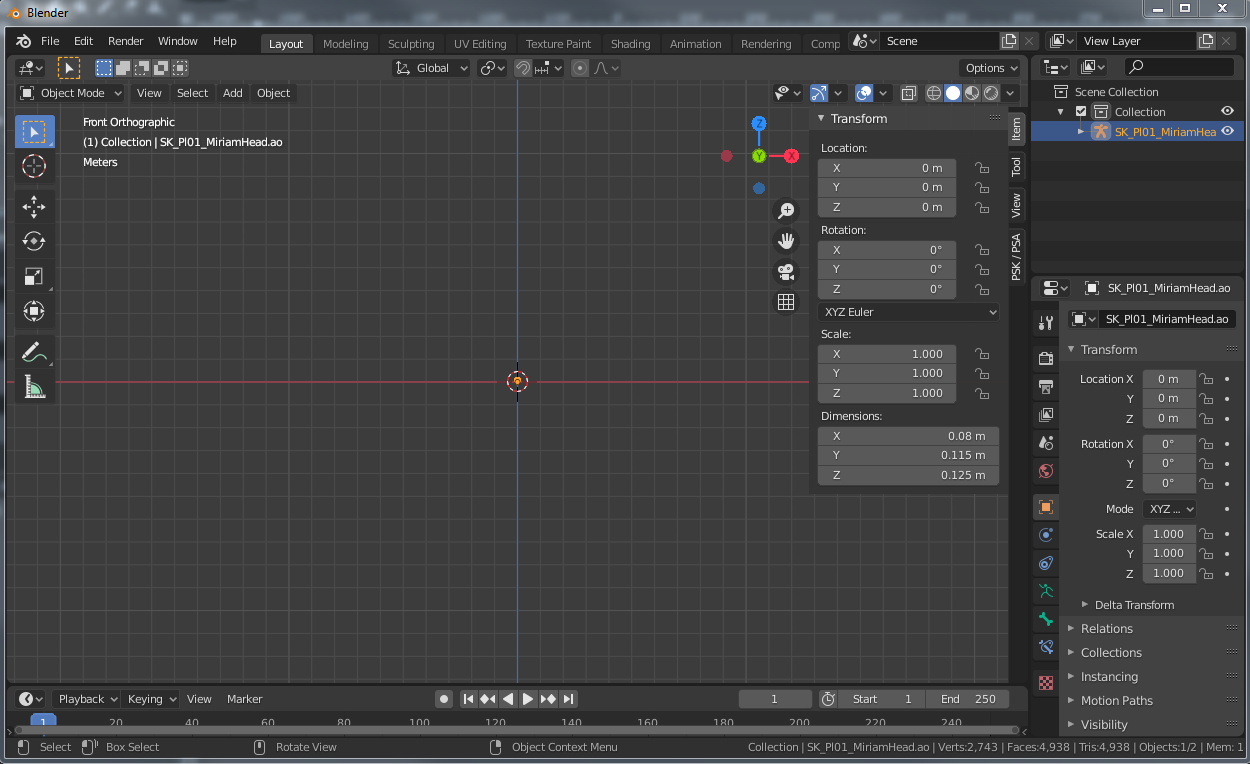 Blender
File Edit Render Window Help Layout Modeling Sculpting UV Editing Texture Paint Shading Animation Rendering Comp Scene View Layer
Global Options
Object Mode View Select Add Object
Front Orthographic
(1) Collection | SK_Pl01_MiriamHead.ao
Meters
Z
Y
X
Transform
Location:
X 0 m
Y 0 m
Z 0 m
Rotation:
X 0°
Y 0°
Z 0°
XYZ Euler
Scale:
X 1.000
Y 1.000
Z 1.000
Dimensions:
X 0.08 m
Y 0.115 m
Z 0.125 m
Item
Tool
View
PSK / PSA
Scene Collection
Collection
SK_Pl01_MiriamHea
SK_Pl01_MiriamHead.ao
SK_Pl01_MiriamHead.ao
Transform
Location X 0 m
Y 0 m
Z 0 m
Rotation X 0°
Y 0°
Z 0°
Mode XYZ ...
Scale X 1.000
Y 1.000
Z 1.000
Delta Transform
Relations
Collections
Instancing
Motion Paths
Visibility
Playback Keying View Marker 1 Start 1 End 250
1 20 40 60 80 100 120 140 160 180 200 220 240
Select Box Select Rotate View Object Context Menu Collection | SK_Pl01_MiriamHead.ao | Verts:2,743 | Faces:4,938 | Tris:4,938 | Objects:1/2 | Mem: 1